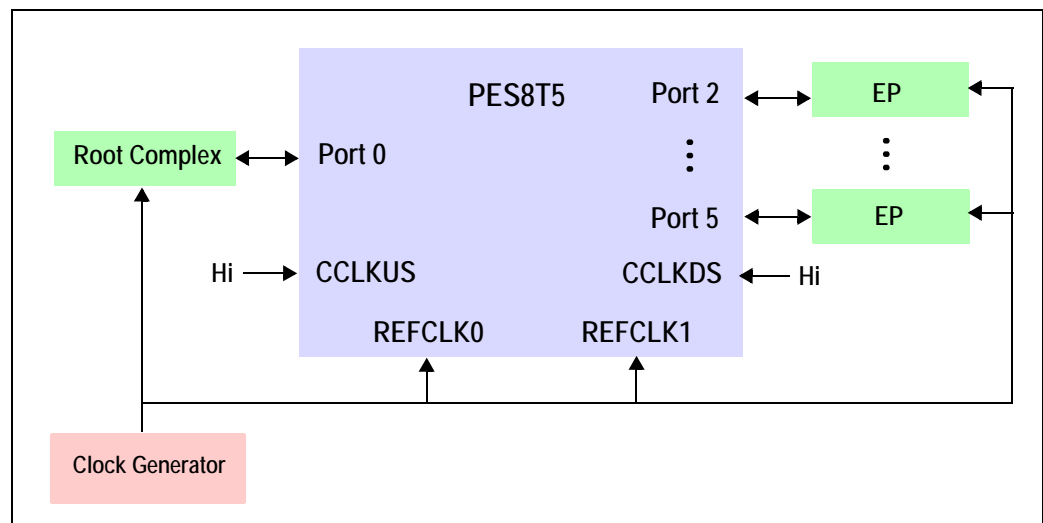 PES8T5
Port 2
EP
Root Complex
Port 0
Port 5
EP
Hi
CCLKUS
CCLKDS
Hi
REFCLK0
REFCLK1
Clock Generator